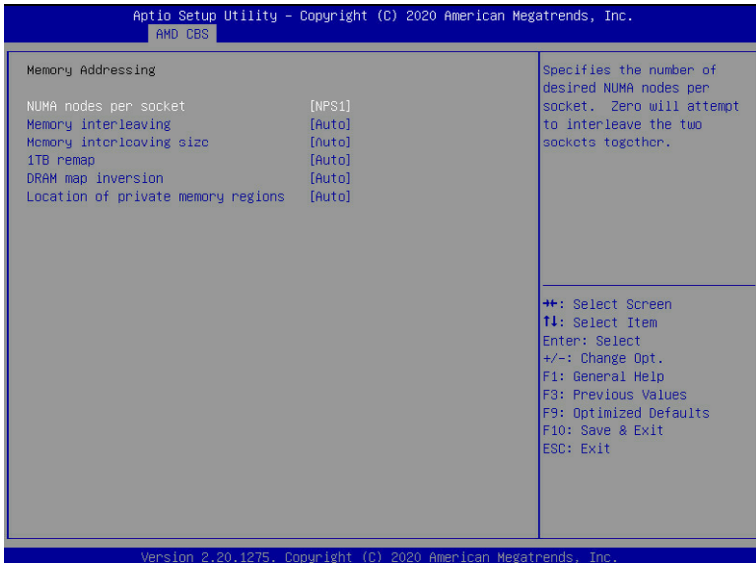 Aptio Setup Utility – Copyright (C) 2020 American Megatrends, Inc.
AMD CBS
Memory Addressing
NUMA nodes per socket [NPS1]
Memory interleaving [Auto]
Memory interleaving size [Auto]
1TB remap [Auto]
DRAM map inversion [Auto]
Location of private memory regions [Auto]
Specifies the number of
desired NUMA nodes per
socket. Zero will attempt
to interleave the two
sockets together.
→←: Select Screen
↑↓: Select Item
Enter: Select
+/-: Change Opt.
F1: General Help
F3: Previous Values
F9: Optimized Defaults
F10: Save & Exit
ESC: Exit
Version 2.20.1275. Copyright (C) 2020 American Megatrends, Inc.